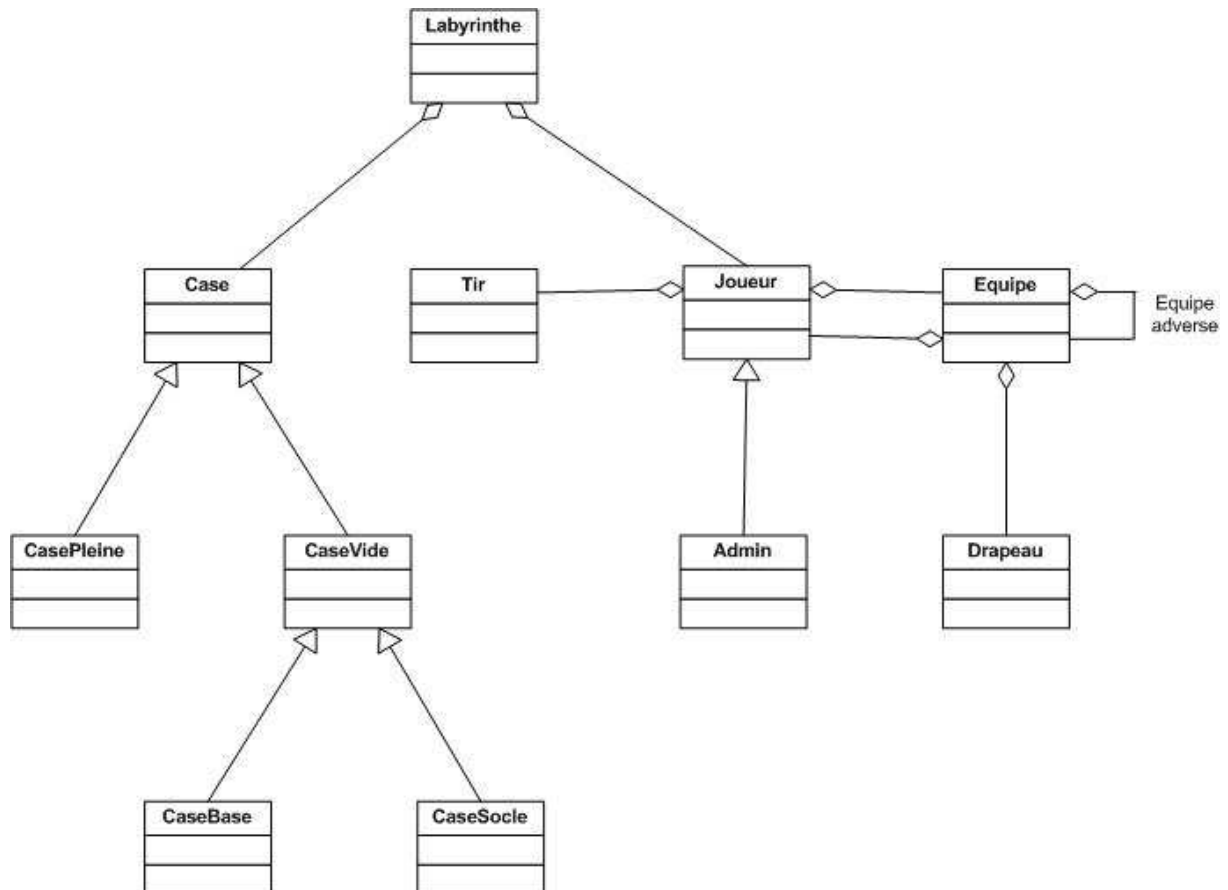 Labyrinthe
Case
Tir
Joueur
Equipe
Equipe
adverse
CasePleine
CaseVide
Admin
Drapeau
CaseBase
CaseSocle